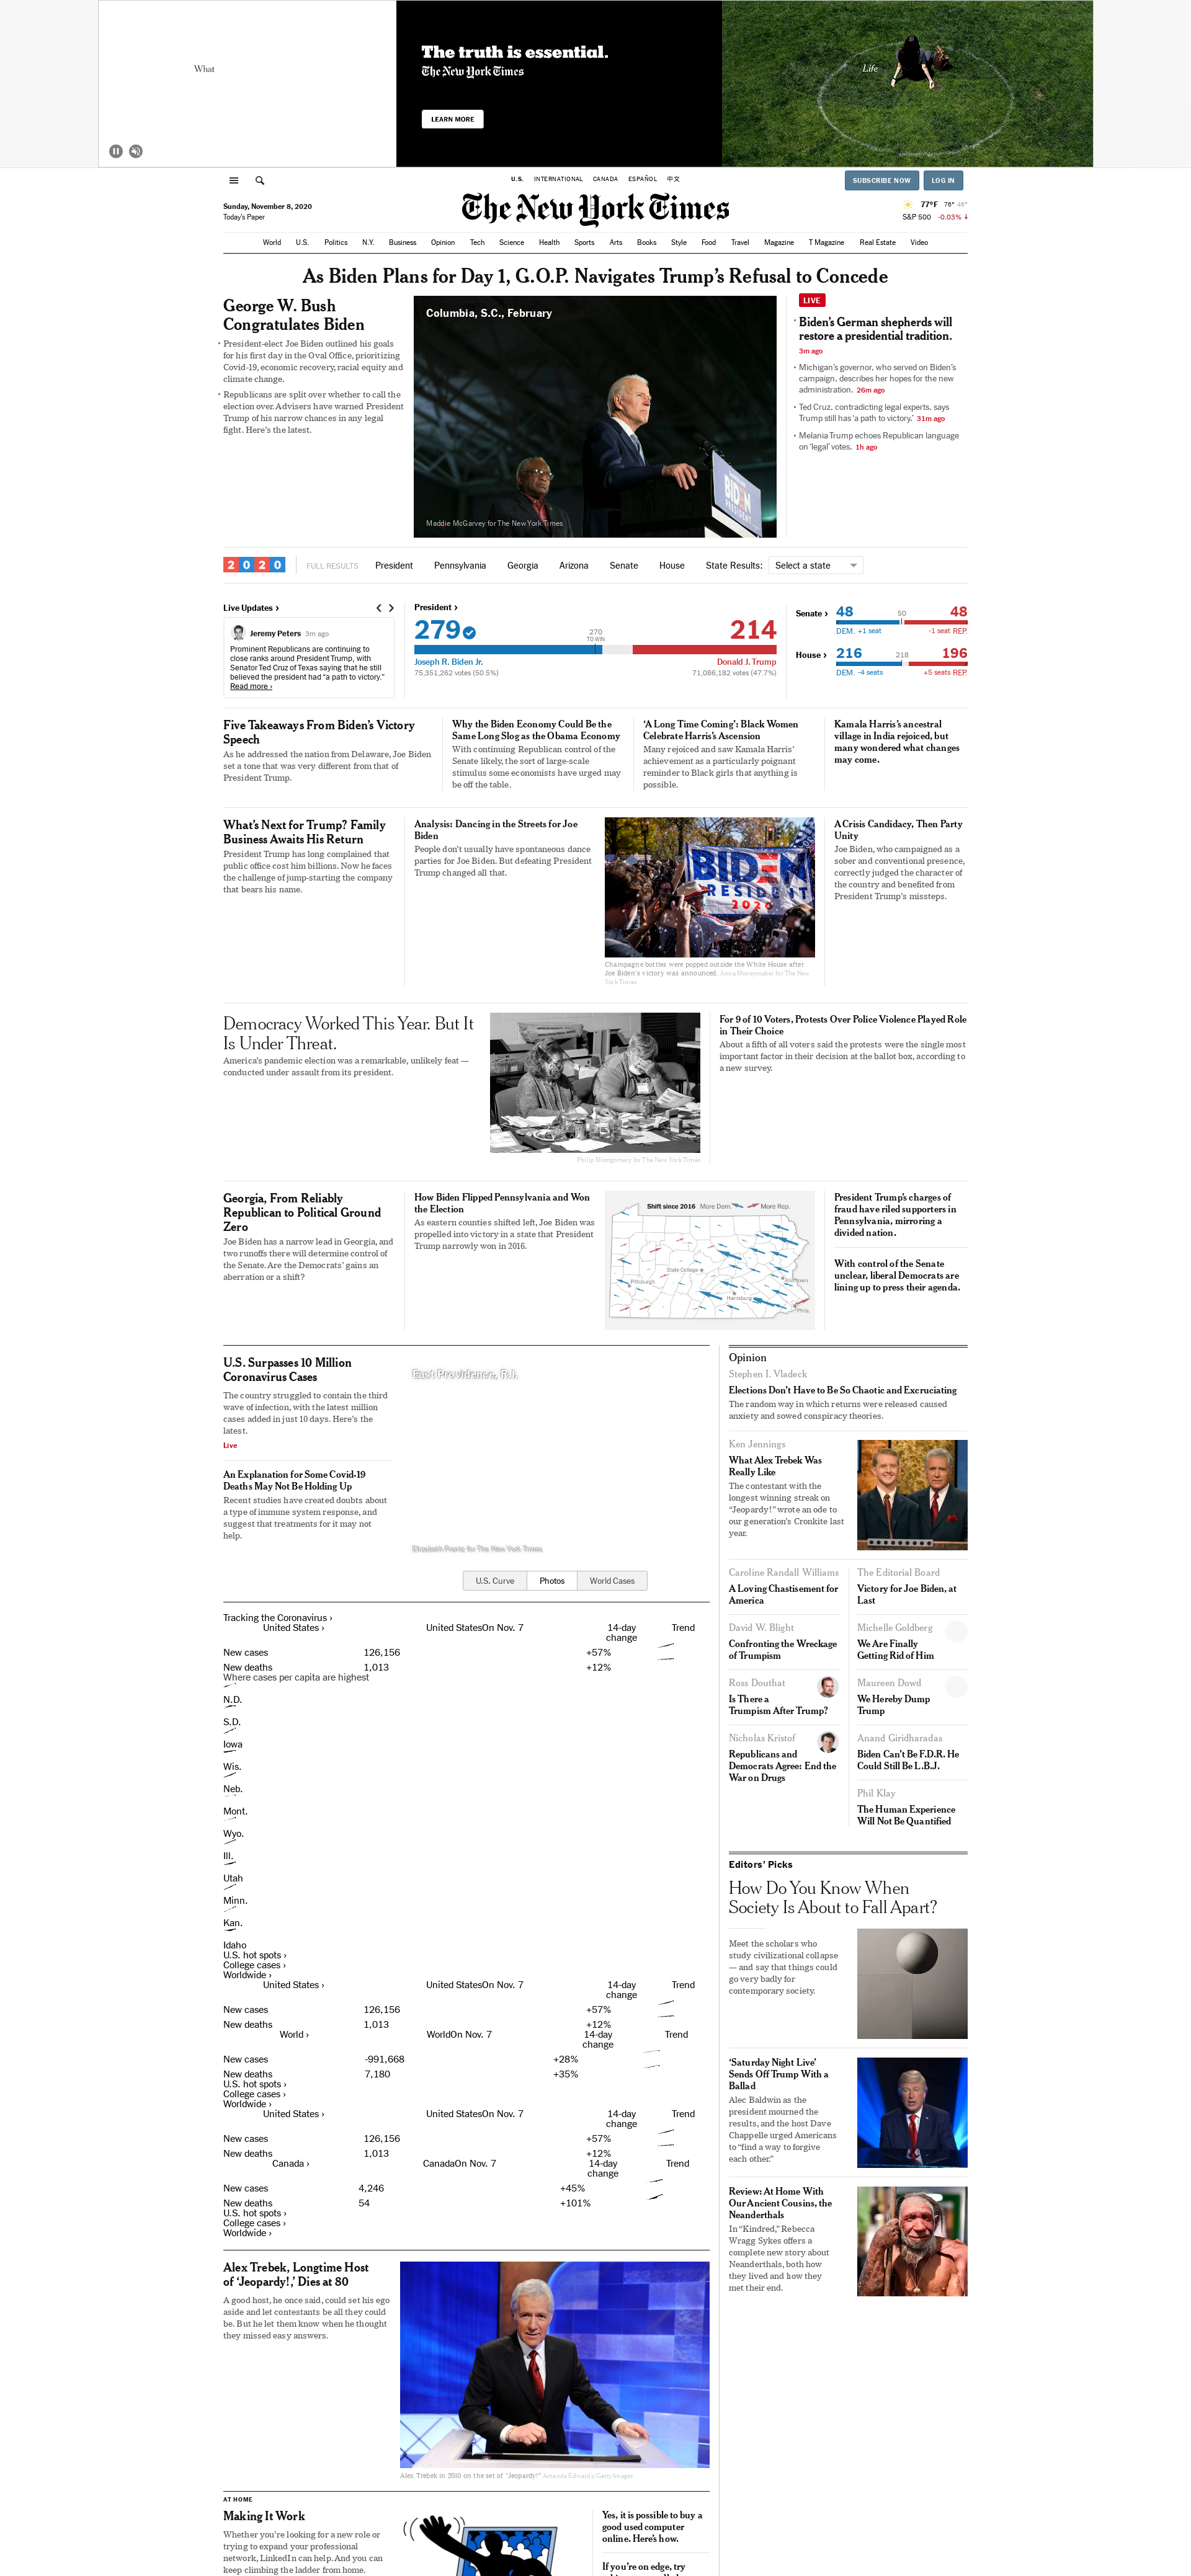 What
The truth is essential.
The New York Times
LEARN MORE
Life
U.S. INTERNATIONAL CANADA ESPAÑOL 中文
SUBSCRIBE NOW LOG IN
Sunday, November 8, 2020
Today's Paper
The New York Times
77°F 76° 48°
S&P 500 -0.03%
World U.S. Politics N.Y. Business Opinion Tech Science Health Sports Arts Books Style Food Travel Magazine T Magazine Real Estate Video
As Biden Plans for Day 1, G.O.P. Navigates Trump's Refusal to Concede
George W. Bush
Congratulates Biden
President-elect Joe Biden outlined his goals
for his first day in the Oval Office, prioritizing
Covid-19, economic recovery, racial equity and
climate change.
Republicans are split over whether to call the
election over. Advisers have warned President
Trump of his narrow chances in any legal
fight. Here's the latest.
Columbia, S.C., February
BIDEN
PRESIDENT
Maddie McGarvey for The New York Times
LIVE
Biden's German shepherds will
restore a presidential tradition.
3m ago
Michigan's governor, who served on Biden's
campaign, describes her hopes for the new
administration. 26m ago
Ted Cruz, contradicting legal experts, says
Trump still has 'a path to victory.' 31m ago
Melania Trump echoes Republican language
on 'legal' votes. 1h ago
2020 FULL RESULTS President Pennsylvania Georgia Arizona Senate House State Results: Select a state
Live Updates ›
Jeremy Peters 3m ago
Prominent Republicans are continuing to
close ranks around President Trump, with
Senator Ted Cruz of Texas saying that he still
believed the president had "a path to victory."
Read more ›
President ›
279 270 TO WIN 214
Joseph R. Biden Jr. Donald J. Trump
75,351,262 votes (50.5%) 71,086,182 votes (47.7%)
Senate › 48 50 48
DEM. +1 seat -1 seat REP.
House › 216 218 196
DEM. -4 seats +5 seats REP.
Five Takeaways From Biden's Victory
Speech
As he addressed the nation from Delaware, Joe Biden
set a tone that was very different from that of
President Trump.
Why the Biden Economy Could Be the
Same Long Slog as the Obama Economy
With continuing Republican control of the
Senate likely, the sort of large-scale
stimulus some economists have urged may
be off the table.
'A Long Time Coming': Black Women
Celebrate Harris's Ascension
Many rejoiced and saw Kamala Harris'
achievement as a particularly poignant
reminder to Black girls that anything is
possible.
Kamala Harris's ancestral
village in India rejoiced, but
many wondered what changes
may come.
What's Next for Trump? Family
Business Awaits His Return
President Trump has long complained that
public office cost him billions. Now he faces
the challenge of jump-starting the company
that bears his name.
Analysis: Dancing in the Streets for Joe
Biden
People don't usually have spontaneous dance
parties for Joe Biden. But defeating President
Trump changed all that.
BIDEN
PRESIDENT
2020
Champagne bottles were popped outside the White House after
Joe Biden's victory was announced. Anna Moneymaker for The New
York Times
A Crisis Candidacy, Then Party
Unity
Joe Biden, who campaigned as a
sober and conventional presence,
correctly judged the character of
the country and benefited from
President Trump's missteps.
Democracy Worked This Year. But It
Is Under Threat.
America's pandemic election was a remarkable, unlikely feat —
conducted under assault from its president.
Philip Montgomery for The New York Times
For 9 of 10 Voters, Protests Over Police Violence Played Role
in Their Choice
About a fifth of all voters said the protests were the single most
important factor in their decision at the ballot box, according to
a new survey.
Georgia, From Reliably
Republican to Political Ground
Zero
Joe Biden has a narrow lead in Georgia, and
two runoffs there will determine control of
the Senate. Are the Democrats' gains an
aberration or a shift?
How Biden Flipped Pennsylvania and Won
the Election
As eastern counties shifted left, Joe Biden was
propelled into victory in a state that President
Trump narrowly won in 2016.
Shift since 2016 More Dem. More Rep.
State College
Pittsburgh
Allentown
Harrisburg
Phila.
President Trump's charges of
fraud have riled supporters in
Pennsylvania, mirroring a
divided nation.
With control of the Senate
unclear, liberal Democrats are
lining up to press their agenda.
U.S. Surpasses 10 Million
Coronavirus Cases
The country struggled to contain the third
wave of infection, with the latest million
cases added in just 10 days. Here's the
latest.
Live
An Explanation for Some Covid-19
Deaths May Not Be Holding Up
Recent studies have created doubts about
a type of immune system response, and
suggest that treatments for it may not
help.
East Providence, R.I.
Elizabeth Frantz for The New York Times
U.S. Curve Photos World Cases
Tracking the Coronavirus ›
United States › United StatesOn Nov. 7 14-day change Trend
New cases 126,156 +57%
New deaths 1,013 +12%
Where cases per capita are highest
N.D.
S.D.
Iowa
Wis.
Neb.
Mont.
Wyo.
Ill.
Utah
Minn.
Kan.
Idaho
U.S. hot spots ›
College cases ›
Worldwide ›
United States › United StatesOn Nov. 7 14-day change Trend
New cases 126,156 +57%
New deaths 1,013 +12%
World › WorldOn Nov. 7 14-day change Trend
New cases -991,668 +28%
New deaths 7,180 +35%
U.S. hot spots ›
College cases ›
Worldwide ›
United States › United StatesOn Nov. 7 14-day change Trend
New cases 126,156 +57%
New deaths 1,013 +12%
Canada › CanadaOn Nov. 7 14-day change Trend
New cases 4,246 +45%
New deaths 54 +101%
U.S. hot spots ›
College cases ›
Worldwide ›
Alex Trebek, Longtime Host
of 'Jeopardy!,' Dies at 80
A good host, he once said, could set his ego
aside and let contestants be all they could
be. But he let them know when he thought
they missed easy answers.
Alex Trebek in 2010 on the set of "Jeopardy!" Amanda Edwards/Getty Images
AT HOME
Making It Work
Whether you're looking for a new role or
trying to expand your professional
network, LinkedIn can help. And you can
keep climbing the ladder from home.
Yes, it is possible to buy a
good used computer
online. Here's how.
If you're on edge, try
Opinion
Stephen I. Vladeck
Elections Don't Have to Be So Chaotic and Excruciating
The random way in which returns were released caused
anxiety and sowed conspiracy theories.
Ken Jennings
What Alex Trebek Was
Really Like
The contestant with the
longest winning streak on
"Jeopardy!" wrote an ode to
our generation's Cronkite last
year.
Caroline Randall Williams
A Loving Chastisement for
America
The Editorial Board
Victory for Joe Biden, at
Last
David W. Blight
Confronting the Wreckage
of Trumpism
Michelle Goldberg
We Are Finally
Getting Rid of Him
Ross Douthat
Is There a
Trumpism After Trump?
Maureen Dowd
We Hereby Dump
Trump
Nicholas Kristof
Republicans and
Democrats Agree: End the
War on Drugs
Anand Giridharadas
Biden Can't Be F.D.R. He
Could Still Be L.B.J.
Phil Klay
The Human Experience
Will Not Be Quantified
Editors' Picks
How Do You Know When
Society Is About to Fall Apart?
Meet the scholars who
study civilizational collapse
— and say that things could
go very badly for
contemporary society.
'Saturday Night Live'
Sends Off Trump With a
Ballad
Alec Baldwin as the
president mourned the
results, and the host Dave
Chappelle urged Americans
to "find a way to forgive
each other."
Review: At Home With
Our Ancient Cousins, the
Neanderthals
In "Kindred," Rebecca
Wragg Sykes offers a
complete new story about
Neanderthals, both how
they lived and how they
met their end.